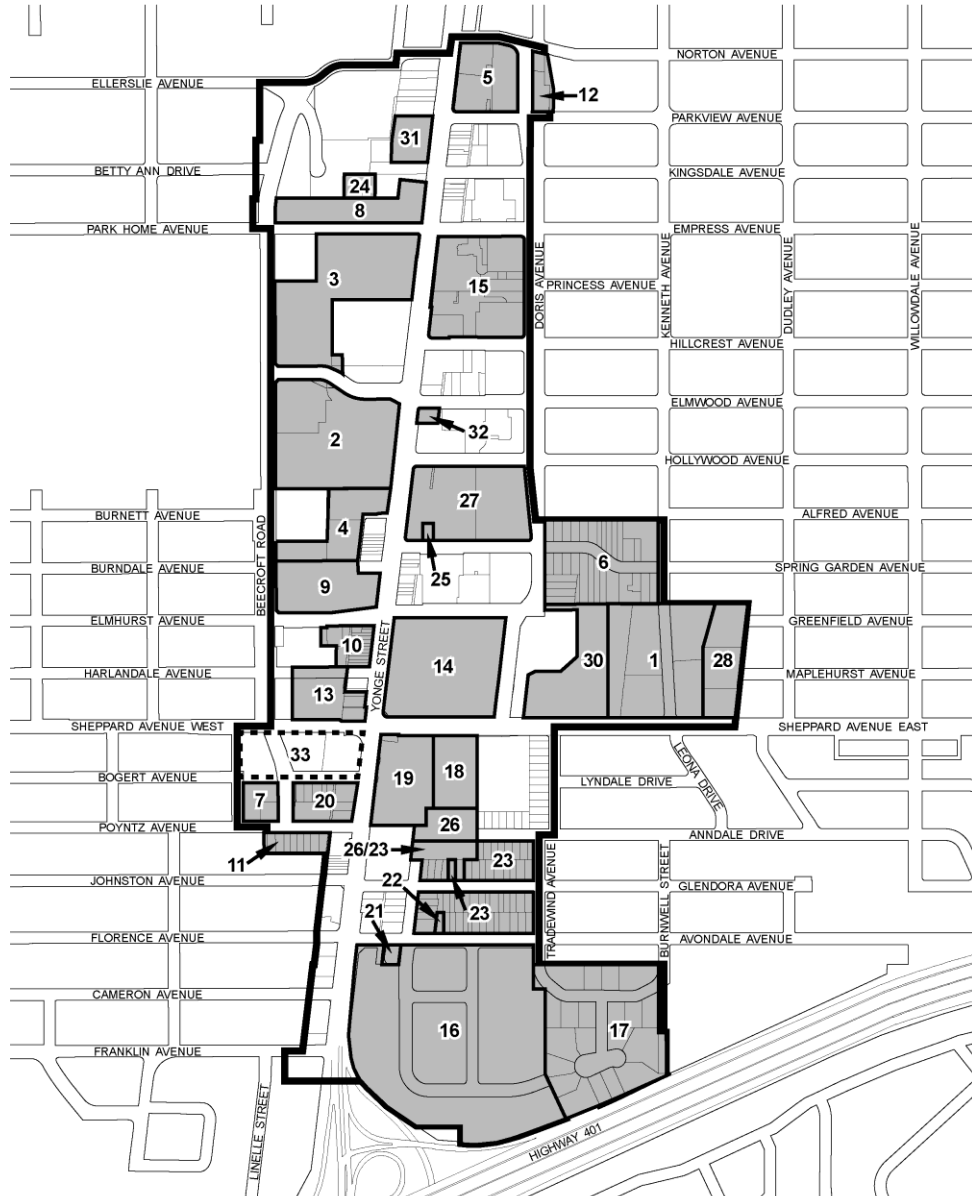 NORTON AVENUE
5
ELLERSLIE AVENUE
12
PARKVIEW AVENUE
31
BETTY ANN DRIVE
KINGSDALE AVENUE
24
8
PARK HOME AVENUE
EMPRESS AVENUE
3
15
DORIS AVENUE
PRINCESS AVENUE
KENNETH AVENUE
DUDLEY AVENUE
WILLOWDALE AVENUE
HILLCREST AVENUE
ELMWOOD AVENUE
32
2
HOLLYWOOD AVENUE
27
BURNETT AVENUE
ALFRED AVENUE
4
BEECROFT ROAD
25
6
BURNDALE AVENUE
SPRING GARDEN AVENUE
9
ELMHURST AVENUE
GREENFIELD AVENUE
10
YONGE STREET
14
30
1
28
HARLANDALE AVENUE
MAPLEHURST AVENUE
13
SHEPPARD AVENUE WEST
SHEPPARD AVENUE EAST
33
LEONA DRIVE
BOGERT AVENUE
19
18
LYNDALE DRIVE
7
20
POYNTZ AVENUE
26
ANNDALE DRIVE
11
26/23
23
TRADEWIND AVENUE
BURNWELL STREET
JOHNSTON AVENUE
22
23
GLENDORA AVENUE
21
FLORENCE AVENUE
AVONDALE AVENUE
CAMERON AVENUE
16
17
FRANKLIN AVENUE
LINELLE STREET
HIGHWAY 401